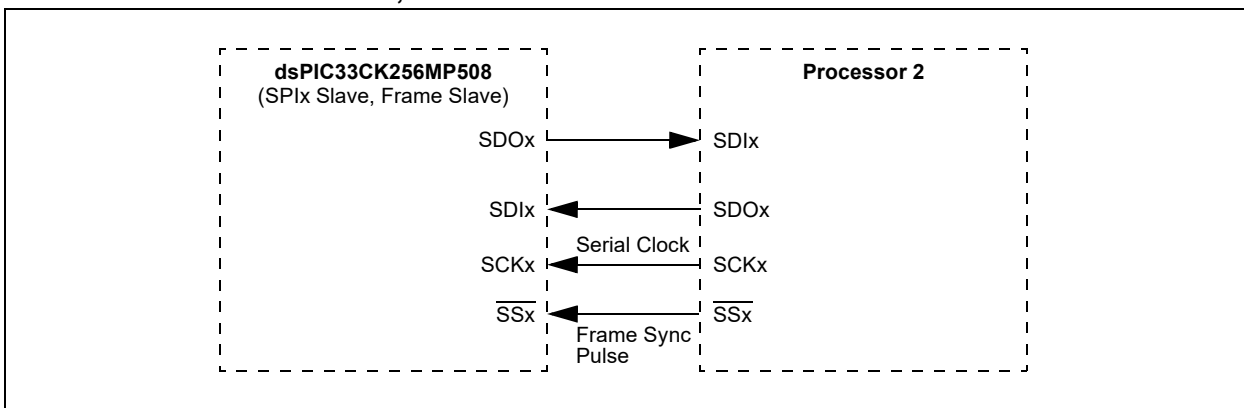 dsPIC33CK256MP508
(SPIx Slave, Frame Slave)
Processor 2
SDOx
SDIx
SDIx
SDOx
Serial Clock
SCKx
SCKx
SSx
SSx
Frame Sync
Pulse